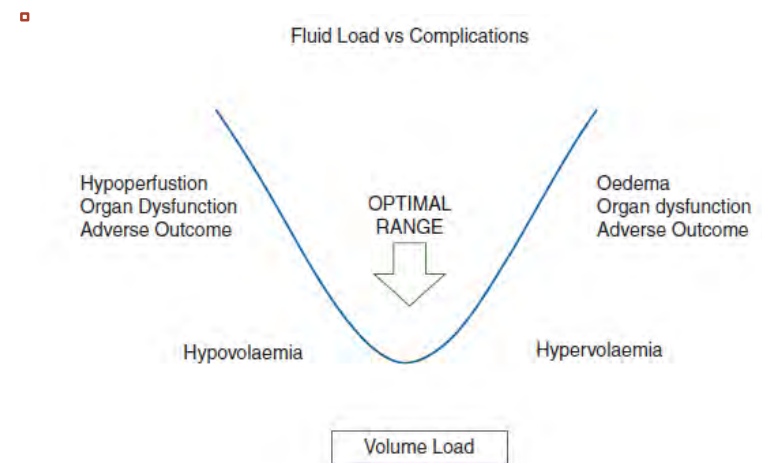 Fluid Load vs Complications
Hypoperfustion
Organ Dysfunction
Adverse Outcome
OPTIMAL
RANGE
Oedema
Organ dysfunction
Adverse Outcome
Hypovolaemia
Hypervolaemia
Volume Load